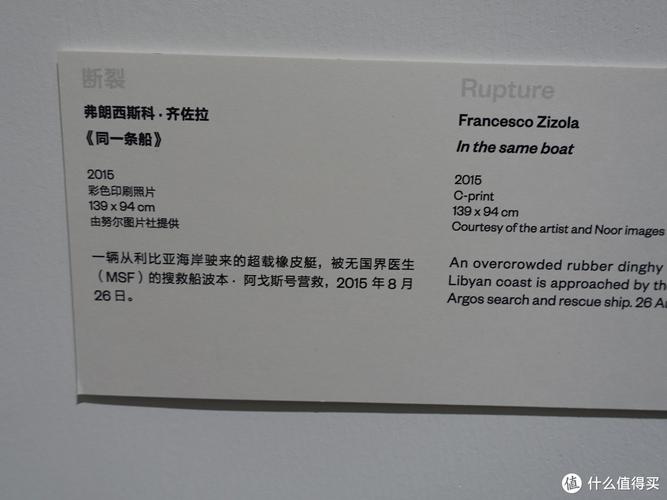 断裂
弗朗西斯科·齐佐拉
《同一条船》
2015
彩色印刷照片
139 x 94 cm
由努尔图片社提供
一辆从利比亚海岸驶来的超载橡皮艇，被无国界医生
（MSF）的搜救船波本·阿戈斯号营救，2015 年 8 月
26 日。
Rupture
Francesco Zizola
In the same boat
2015
C-print
139 x 94 cm
Courtesy of the artist and Noor images
An overcrowded rubber dinghy
Libyan coast is approached by the
Argos search and rescue ship. 26 A
值 什么值得买